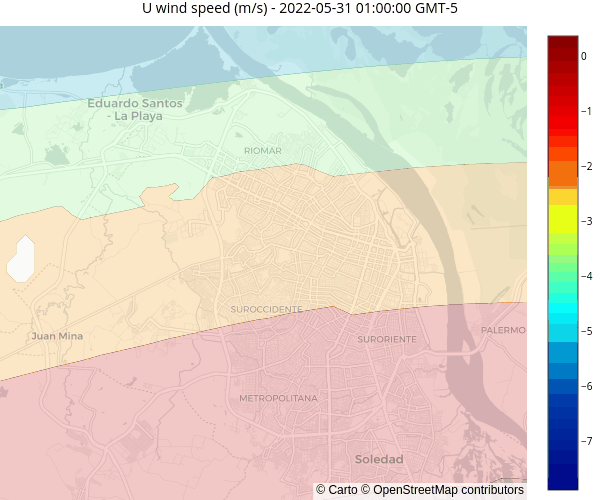 U wind speed (m/s) - 2022-05-31 01:00:00 GMT-5
0
Eduardo Santos
- La Playa
−1
RIOMAR
−2
−3
−4
SUROCCIDENTE
Juan Mina
SURORIENTE
PALERMO
−5
−6
METROPOLITANA
−7
Soledad
© Carto © OpenStreetMap contributors